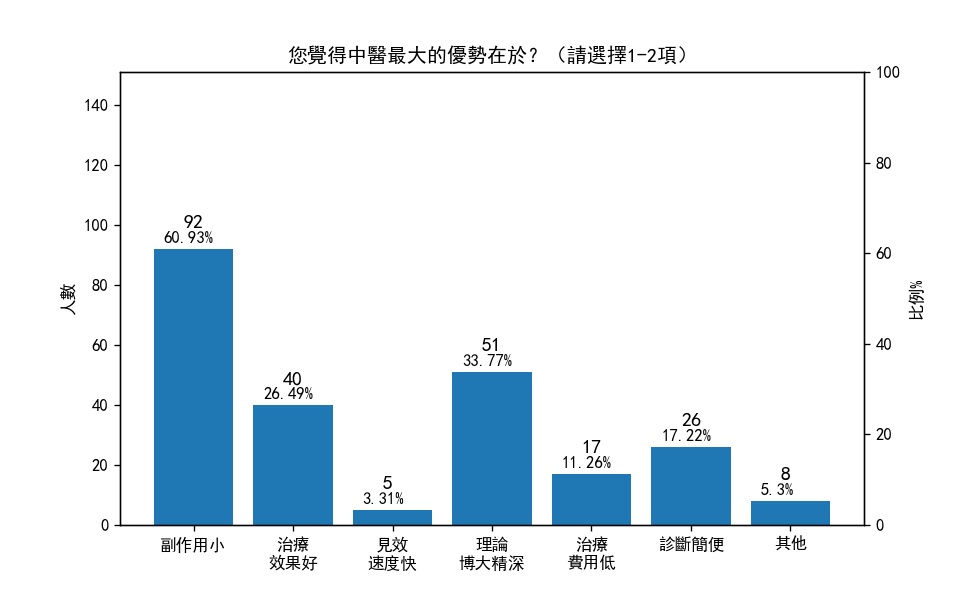 您覺得中醫最大的優勢在於？（請選擇1-2項）
人數
140
120
100
80
60
40
20
0
92
60.93%
40
26.49%
5
3.31%
51
33.77%
17
11.26%
26
17.22%
8
5.3%
副作用小
治療
效果好
見效
速度快
理論
博大精深
治療
費用低
診斷簡便
其他
100
80
60
40
20
0
比例%